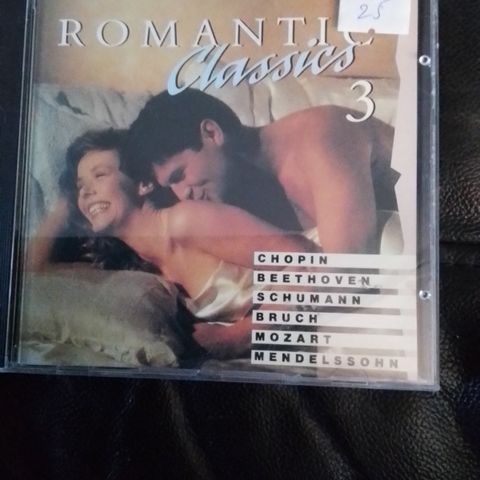 25
ROMANTIC
Classics
3
CHOPIN
BEETHOVEN
SCHUMANN
BRUCH
MOZART
MENDELSSOHN